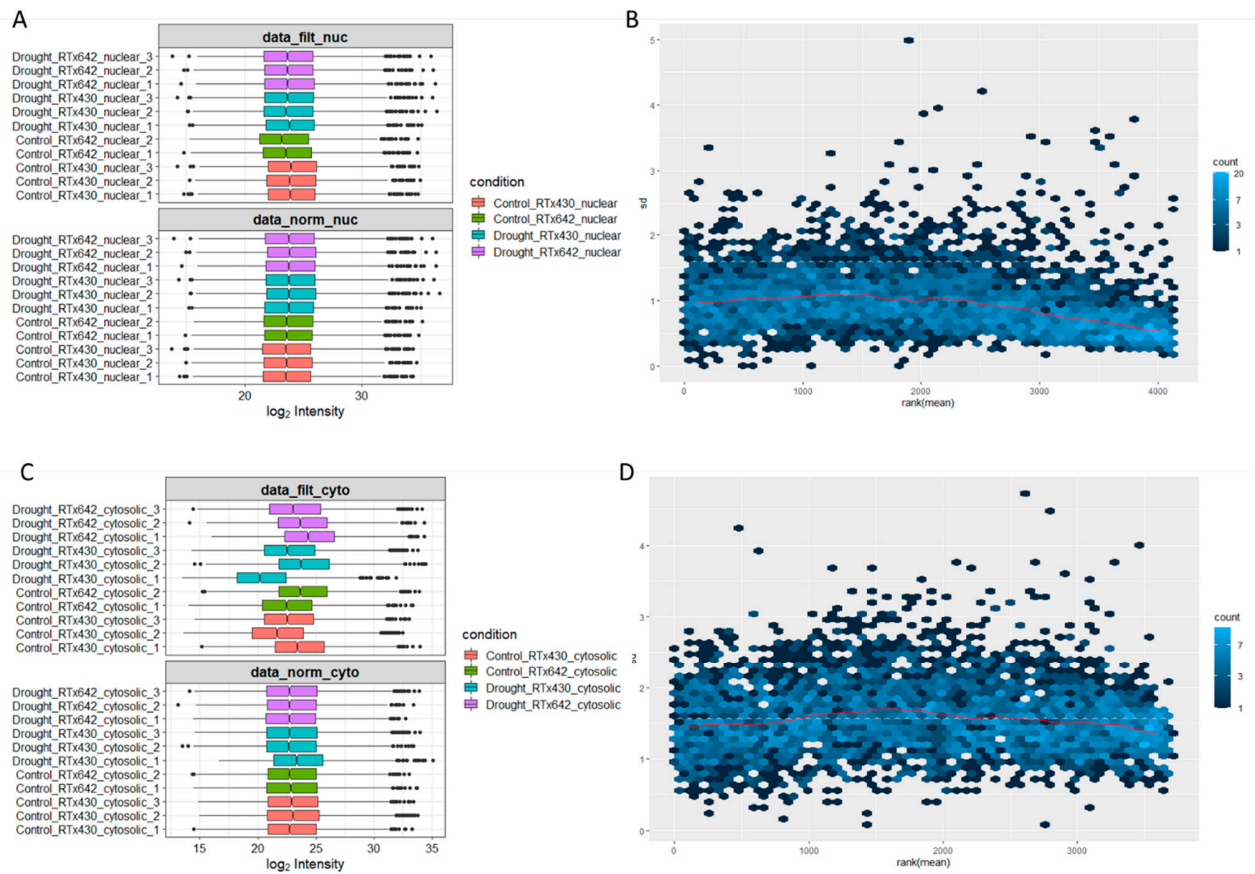 A
data_filt_nuc
Drought_RTx642_nuclear_3
Drought_RTx642_nuclear_2
Drought_RTx642_nuclear_1
Drought_RTx430_nuclear_3
Drought_RTx430_nuclear_2
Drought_RTx430_nuclear_1
Control_RTx642_nuclear_2
Control_RTx642_nuclear_1
Control_RTx430_nuclear_3
Control_RTx430_nuclear_2
Control_RTx430_nuclear_1
data_norm_nuc
Drought_RTx642_nuclear_3
Drought_RTx642_nuclear_2
Drought_RTx642_nuclear_1
Drought_RTx430_nuclear_3
Drought_RTx430_nuclear_2
Drought_RTx430_nuclear_1
Control_RTx642_nuclear_2
Control_RTx642_nuclear_1
Control_RTx430_nuclear_3
Control_RTx430_nuclear_2
Control_RTx430_nuclear_1
20 30
log2 Intensity
condition
Control_RTx430_nuclear
Control_RTx642_nuclear
Drought_RTx430_nuclear
Drought_RTx642_nuclear
B
5
4
3
2
1
0
sd
0 1000 2000 3000 4000
rank(mean)
count
20
7
3
1
C
data_filt_cyto
Drought_RTx642_cytosolic_3
Drought_RTx642_cytosolic_2
Drought_RTx642_cytosolic_1
Drought_RTx430_cytosolic_3
Drought_RTx430_cytosolic_2
Drought_RTx430_cytosolic_1
Control_RTx642_cytosolic_2
Control_RTx642_cytosolic_1
Control_RTx430_cytosolic_3
Control_RTx430_cytosolic_2
Control_RTx430_cytosolic_1
data_norm_cyto
Drought_RTx642_cytosolic_3
Drought_RTx642_cytosolic_2
Drought_RTx642_cytosolic_1
Drought_RTx430_cytosolic_3
Drought_RTx430_cytosolic_2
Drought_RTx430_cytosolic_1
Control_RTx642_cytosolic_2
Control_RTx642_cytosolic_1
Control_RTx430_cytosolic_3
Control_RTx430_cytosolic_2
Control_RTx430_cytosolic_1
15 20 25 30 35
log2 Intensity
condition
Control_RTx430_cytosolic
Control_RTx642_cytosolic
Drought_RTx430_cytosolic
Drought_RTx642_cytosolic
D
4
3
2
1
0
0 1000 2000 3000
rank(mean)
count
7
3
1